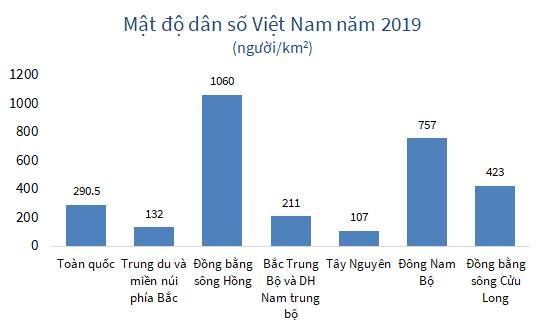 Mật độ dân số Việt Nam năm 2019
(người/km²)
1200
1000
800
600
400
200
0
290.5
132
1060
211
107
757
423
Toàn quốc
Trung du và
miền núi
phía Bắc
Đồng bằng
sông Hồng
Bắc Trung
Bộ và DH
Nam trung
bộ
Tây Nguyên
Đông Nam
Bộ
Đồng bằng
sông Cửu
Long